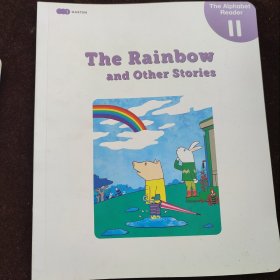 The Alphabet
Reader
11
The Rainbow
and Other Stories